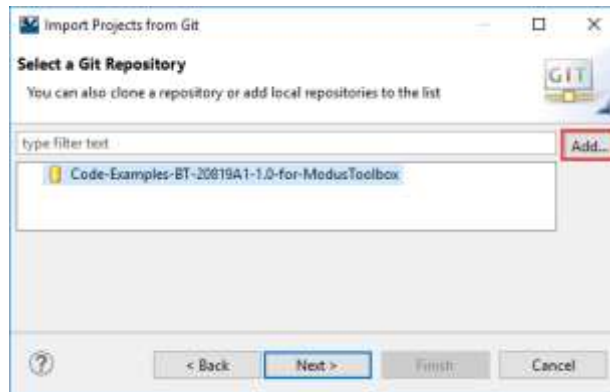 Import Projects from Git
Select a Git Repository
You can also clone a repository or add local repositories to the list
GIT
type filter text
Add...
Code-Examples-BT-20819A1-1.0-for-ModusToolbox
?
< Back
Next >
Finish
Cancel